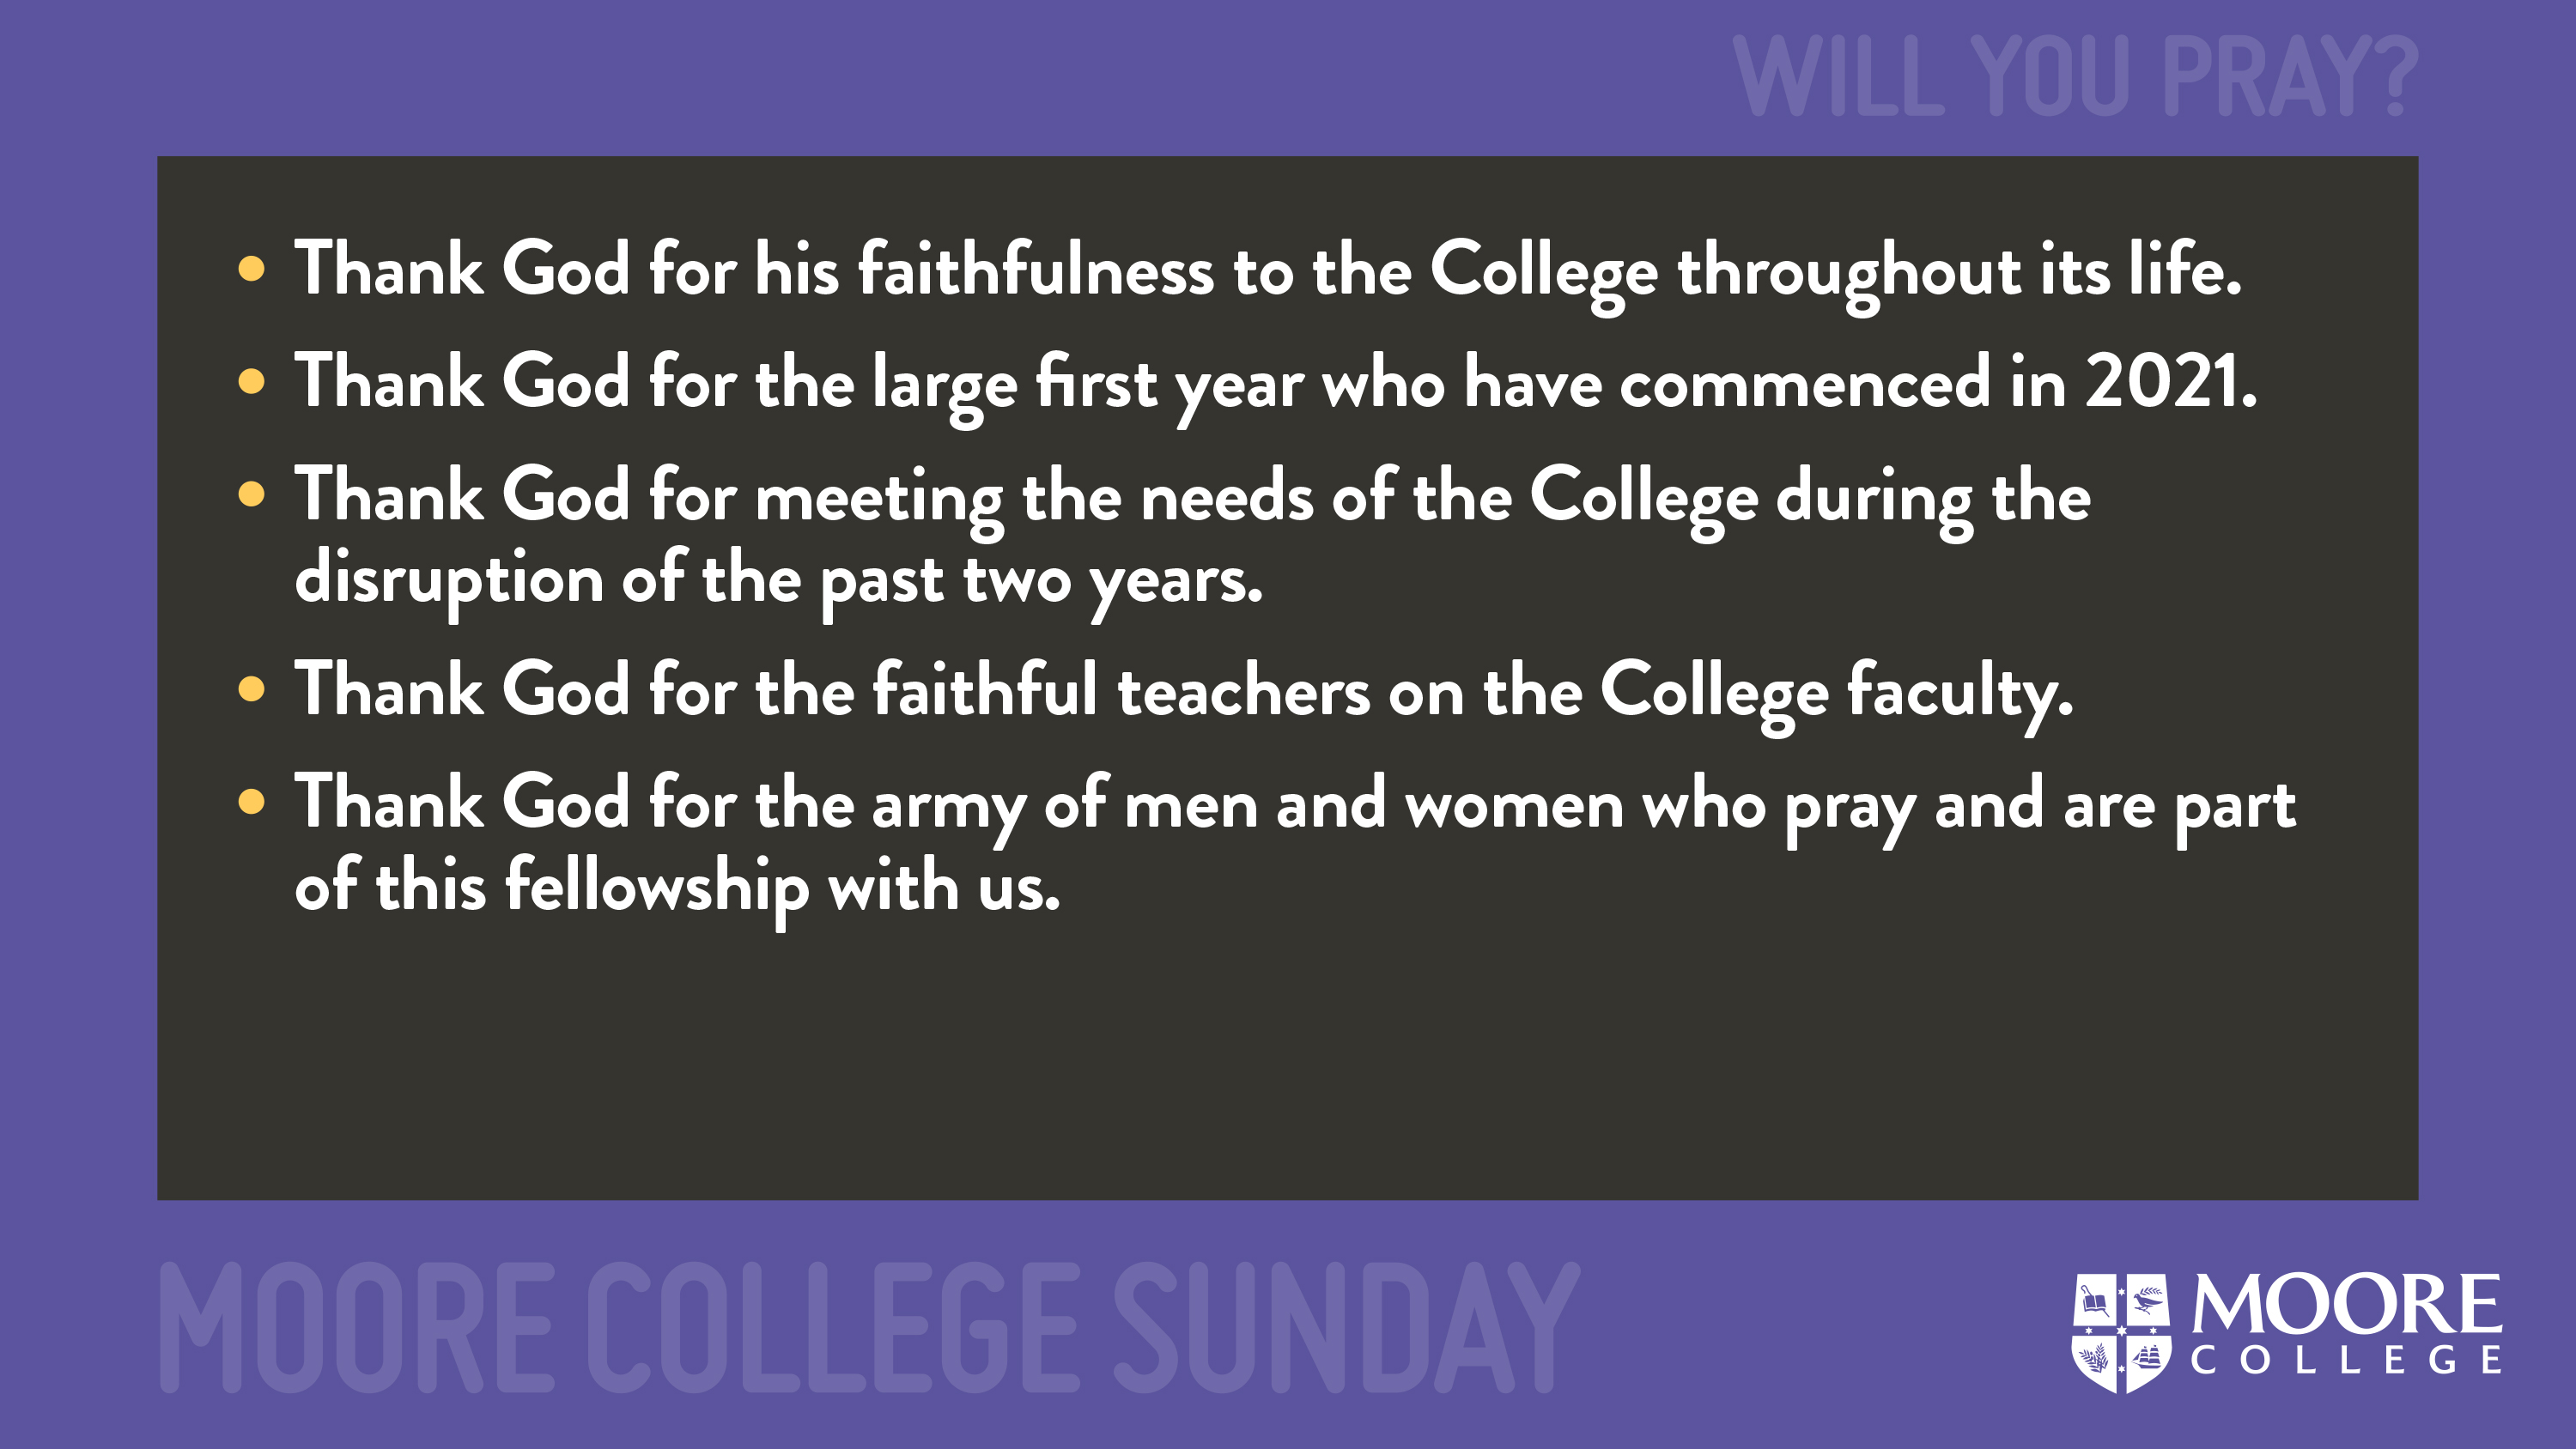 WILL YOU PRAY?
• Thank God for his faithfulness to the College throughout its life.
• Thank God for the large first year who have commenced in 2021.
• Thank God for meeting the needs of the College during the
disruption of the past two years.
• Thank God for the faithful teachers on the College faculty.
• Thank God for the army of men and women who pray and are part
of this fellowship with us.
MOORE COLLEGE SUNDAY
MOORE
COLLEGE